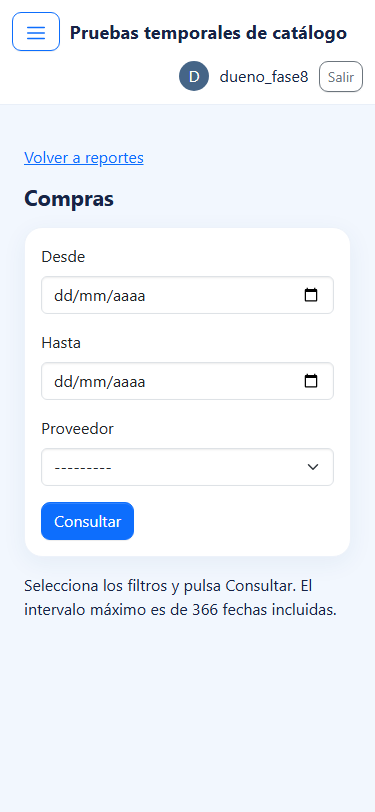 Pruebas temporales de catálogo
D dueno_fase8 Salir
Volver a reportes
Compras
Desde
dd/mm/aaaa
Hasta
dd/mm/aaaa
Proveedor
---------
Consultar
Selecciona los filtros y pulsa Consultar. El
intervalo máximo es de 366 fechas incluidas.